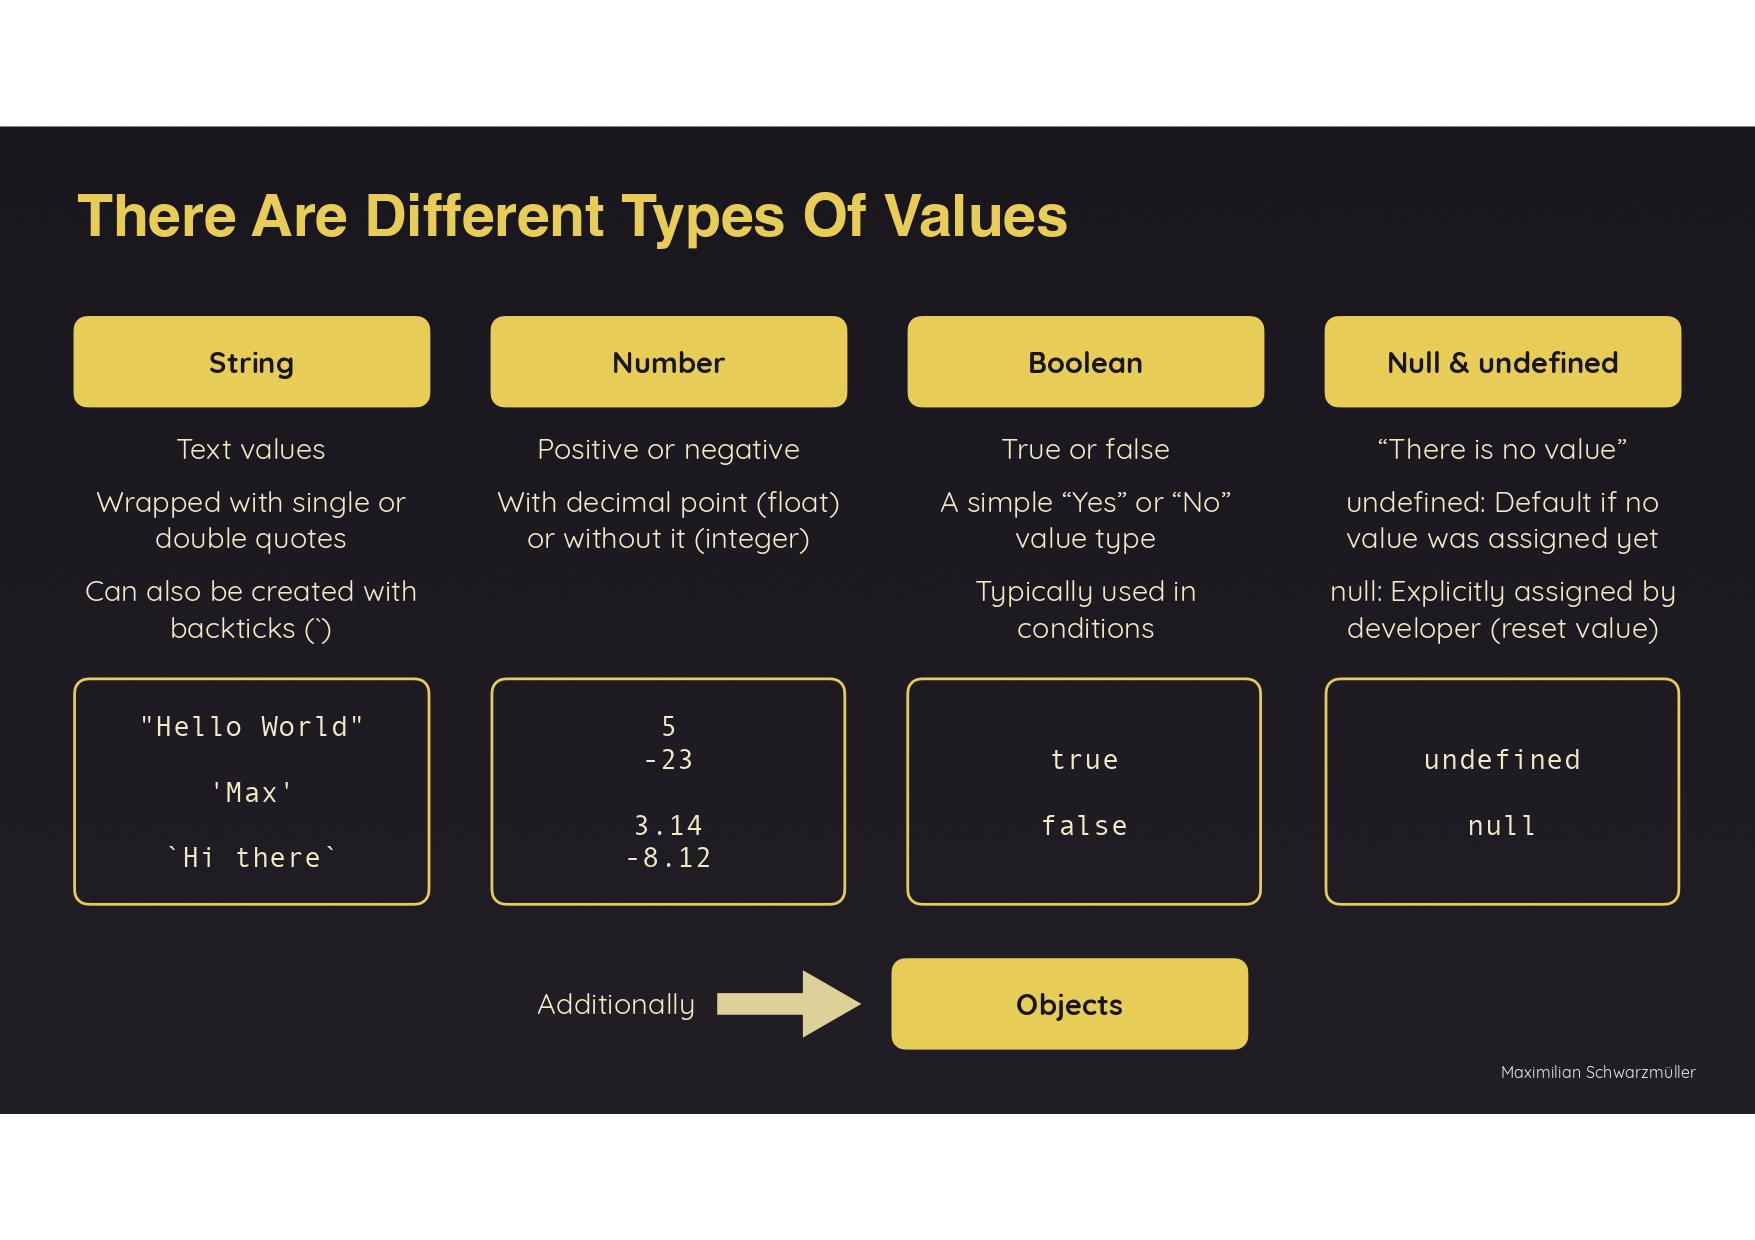 There Are Different Types Of Values
String
Text values
Wrapped with single or
double quotes
Can also be created with
backticks (`)
"Hello World"
'Max'
`Hi there`
Number
Positive or negative
With decimal point (float)
or without it (integer)
5
-23
3.14
-8.12
Boolean
True or false
A simple “Yes” or “No”
value type
Typically used in
conditions
true
false
Null & undefined
“There is no value”
undefined: Default if no
value was assigned yet
null: Explicitly assigned by
developer (reset value)
undefined
null
Additionally
Objects
Maximilian Schwarzmüller